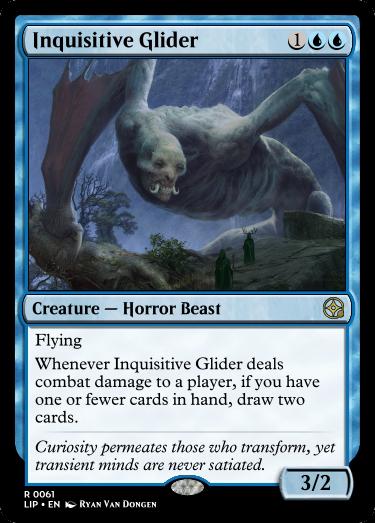 Inquisitive Glider 1
Creature — Horror Beast
Flying
Whenever Inquisitive Glider deals
combat damage to a player, if you have
one or fewer cards in hand, draw two
cards.
Curiosity permeates those who transform, yet
transient minds are never satiated.
3/2
R 0061
LIP • EN Ryan Van Dongen